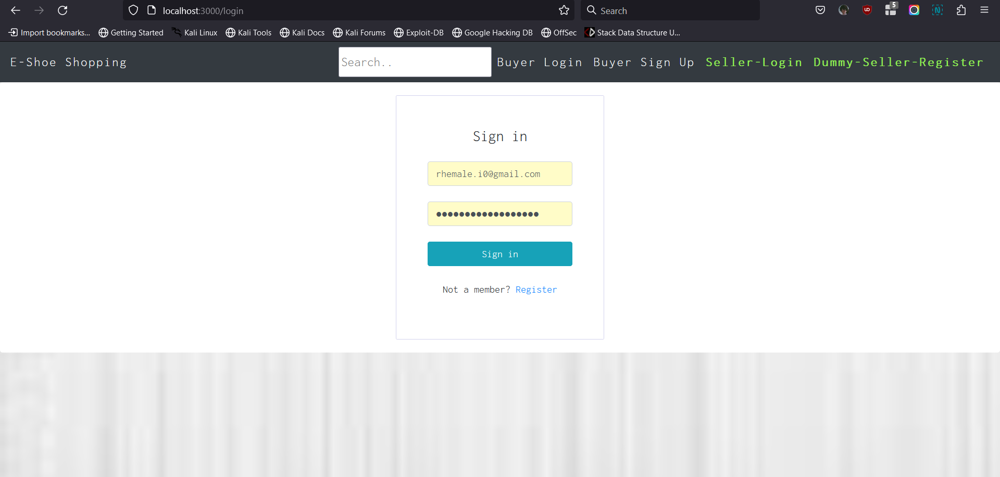 localhost:3000/login
Search
5
Import bookmarks...
Getting Started
Kali Linux
Kali Tools
Kali Docs
Kali Forums
Exploit-DB
Google Hacking DB
OffSec
Stack Data Structure U...
E-Shoe Shopping
Search..
Buyer Login
Buyer Sign Up
Seller-Login
Dummy-Seller-Register
Sign in
rhemale.i0@gmail.com
●●●●●●●●●●●●●●●●●●
Sign in
Not a member? Register